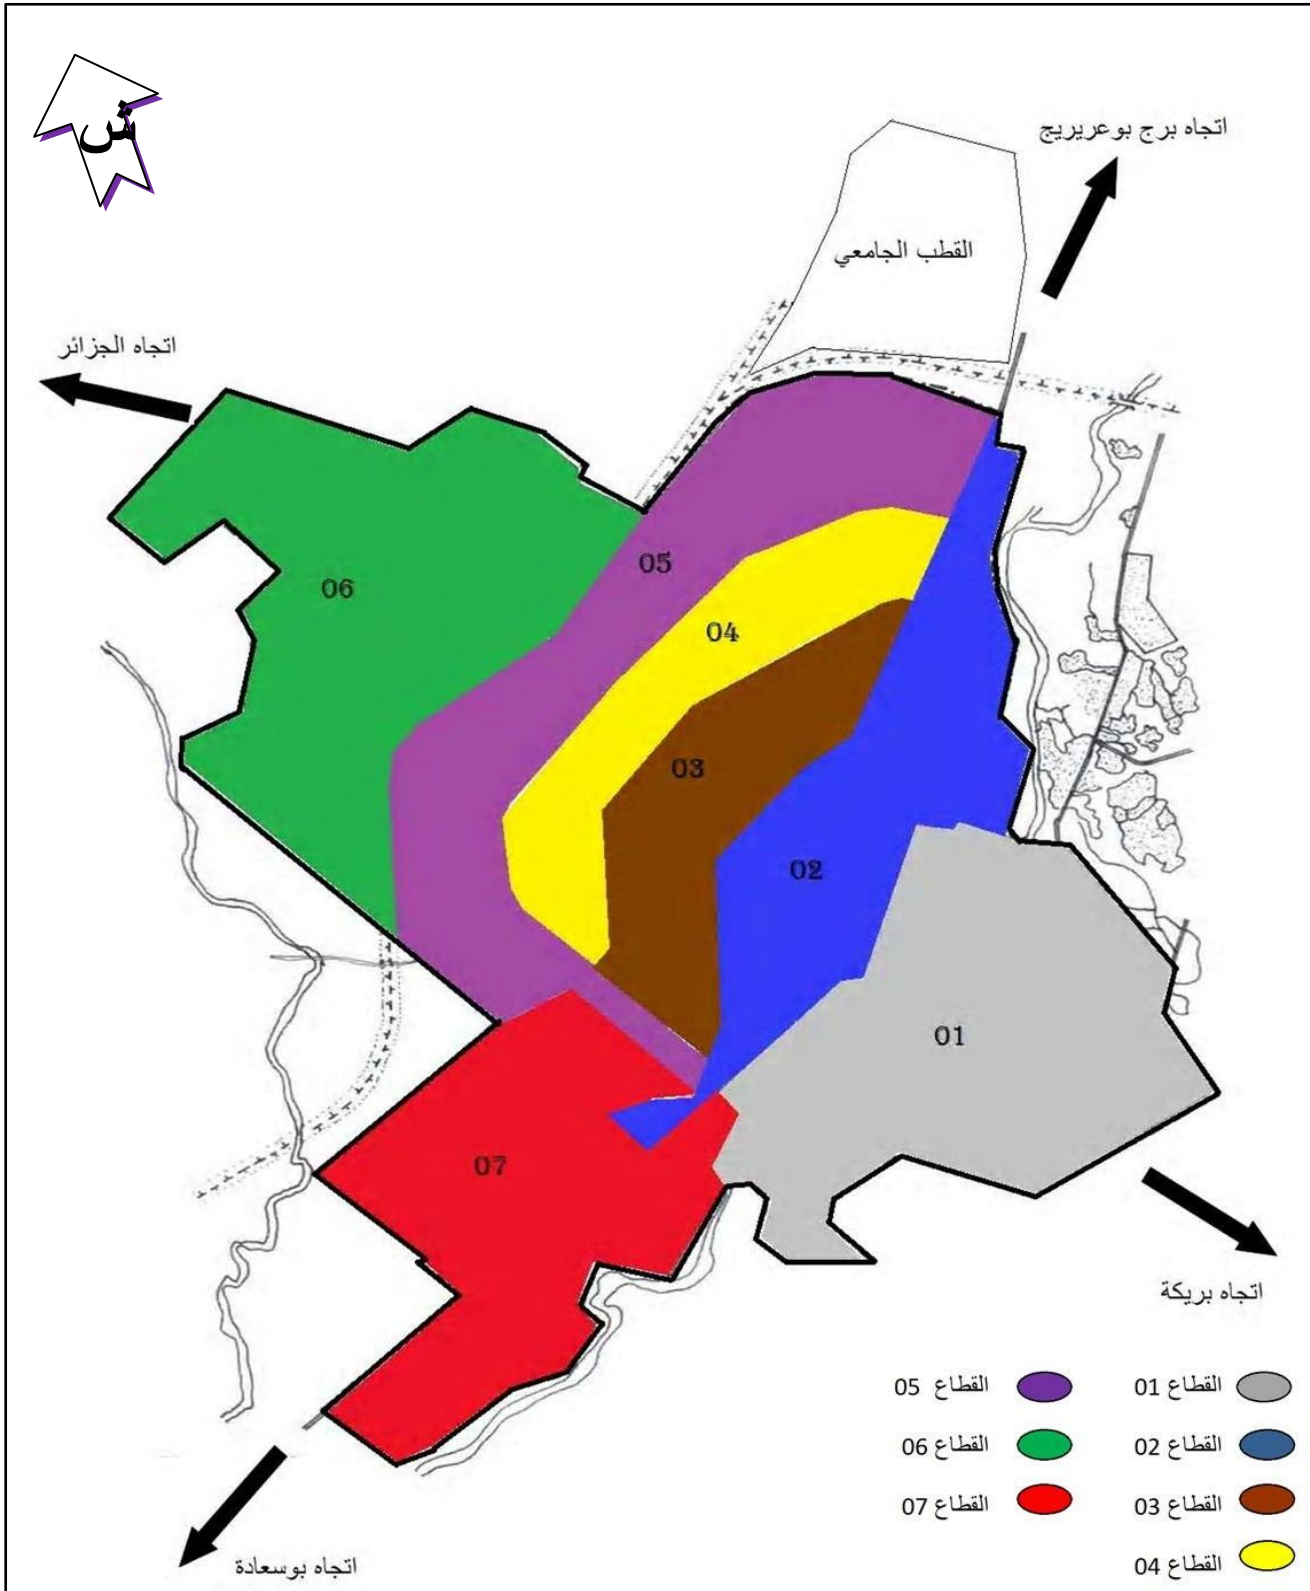 ش
اتجاه برج بوعريريج
القطب الجامعي
اتجاه الجزائر
05
06
04
03
02
01
07
اتجاه بريكة
القطاع 01
القطاع 05
القطاع 02
القطاع 06
القطاع 03
القطاع 07
القطاع 04
اتجاه بوسعادة